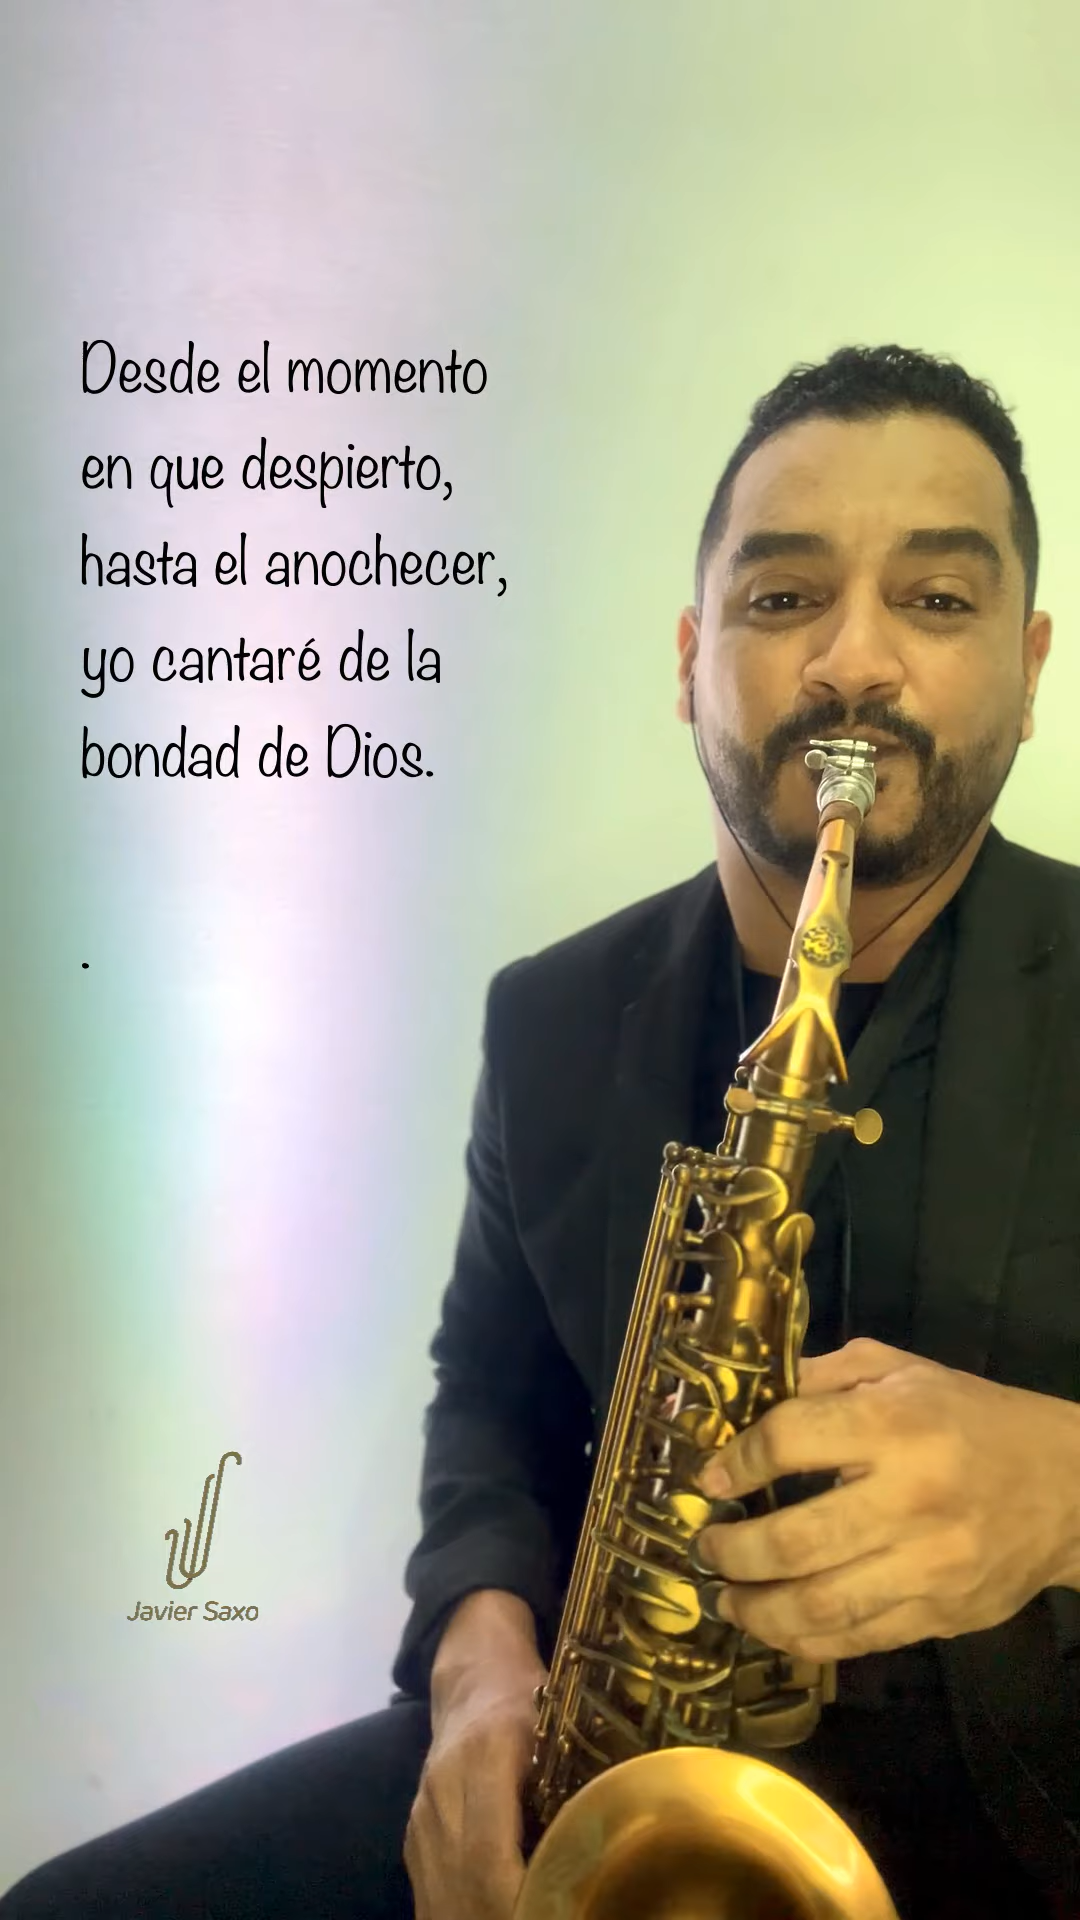 Desde el momento
en que despierto,
hasta el anochecer,
yo cantaré de la
bondad de Dios.
.
Javier Saxo